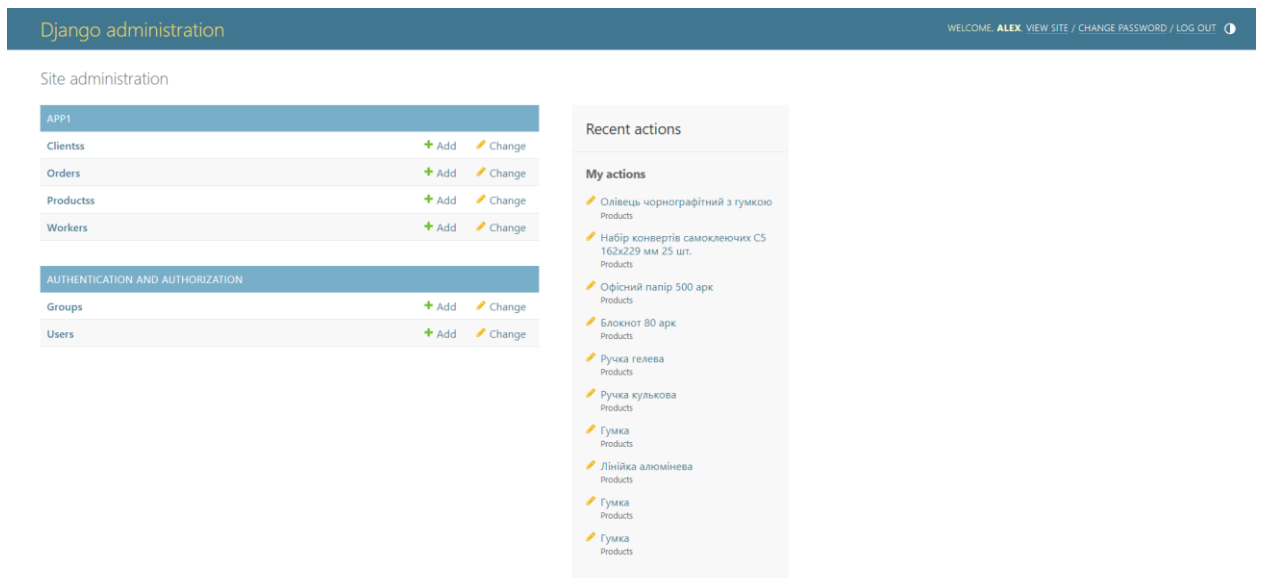 Django administration
WELCOME, ALEX. VIEW SITE / CHANGE PASSWORD / LOG OUT
Site administration
APP1
Clientss Add Change
Orders Add Change
Productss Add Change
Workers Add Change
AUTHENTICATION AND AUTHORIZATION
Groups Add Change
Users Add Change
Recent actions
My actions
Олівець чорнографітний з гумкою
Products
Набір конвертів самоклеючих С5
162х229 мм 25 шт.
Products
Офісний папір 500 арк
Products
Блокнот 80 арк
Products
Ручка гелева
Products
Ручка кулькова
Products
Гумка
Products
Лінійка алюмінева
Products
Гумка
Products
Гумка
Products